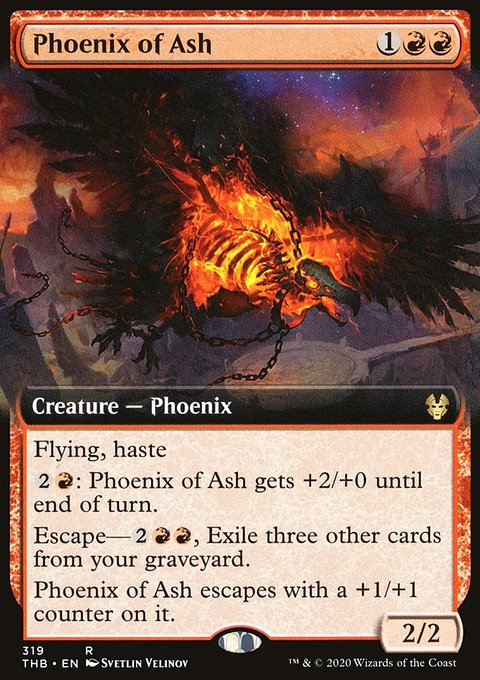 Phoenix of Ash 1
Creature — Phoenix
Flying, haste
2: Phoenix of Ash gets +2/+0 until
end of turn.
Escape—2, Exile three other cards
from your graveyard.
Phoenix of Ash escapes with a +1/+1
counter on it.
2/2
319 R
THB • EN Svetlin Velinov
™ & © 2020 Wizards of the Coast